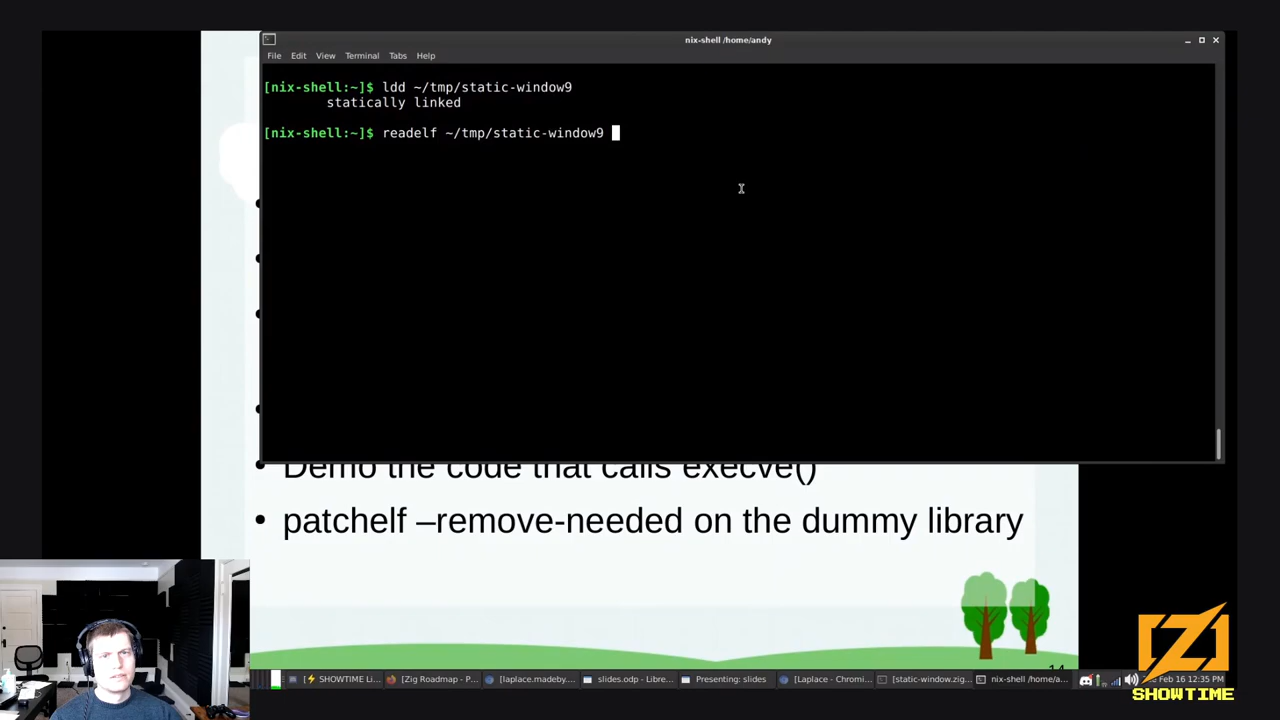 nix-shell /home/andy
File Edit View Terminal Tabs Help
[nix-shell:~]$ ldd ~/tmp/static-window9
statically linked
[nix-shell:~]$ readelf ~/tmp/static-window9
• Demo the code that calls execve()
• patchelf –remove-needed on the dummy library
14
[⚡ SHOWTIME Li... [Zig Roadmap - P... [laplace.madeby.... slides.odp - Libre... Presenting: slides [Laplace - Chromi... [static-window.zig... nix-shell /home/a... Tue Feb 16 12:35 PM
Z
SHOWTIME